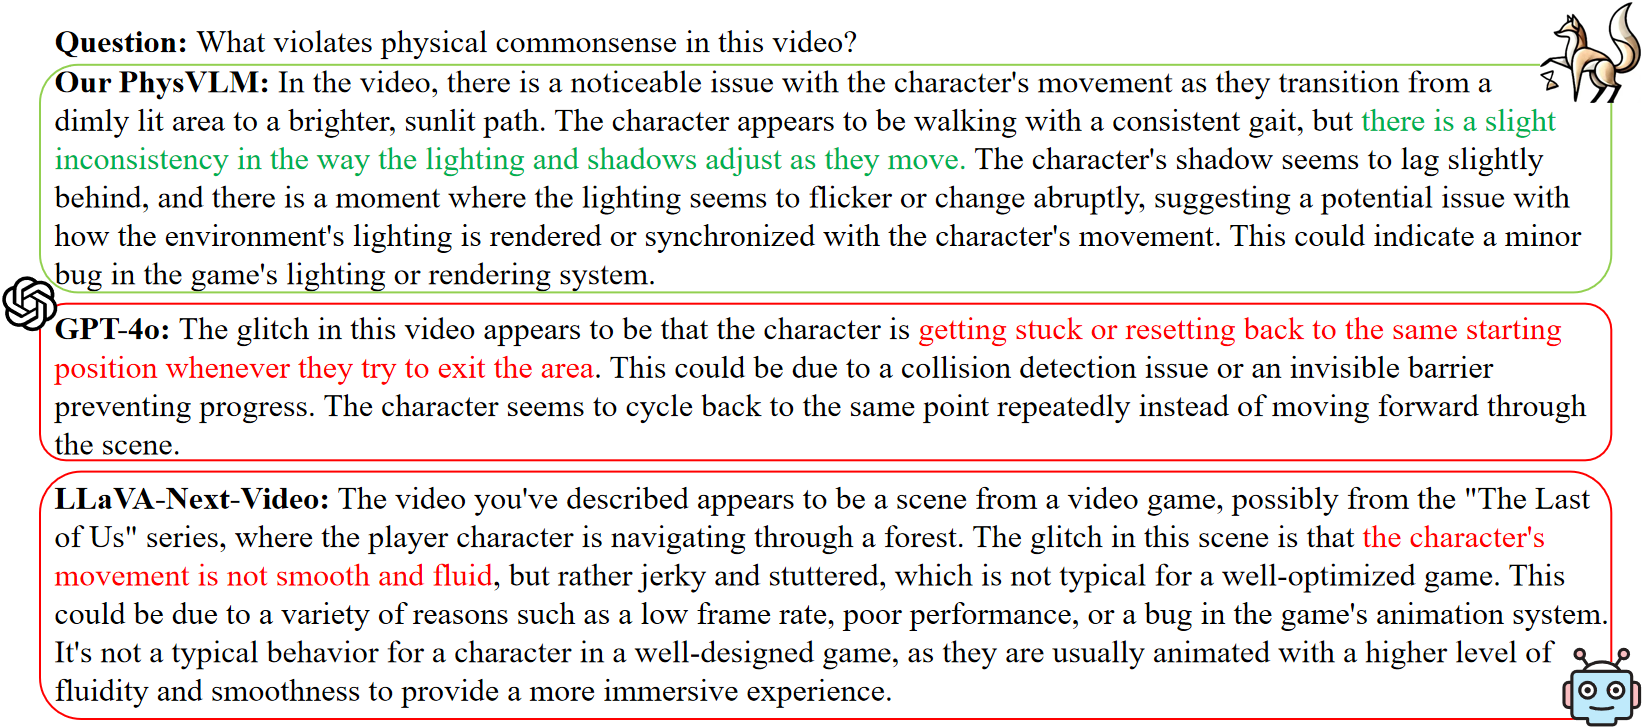 Question: What violates physical commonsense in this video?
Our PhysVLM: In the video, there is a noticeable issue with the character's movement as they transition from a
dimly lit area to a brighter, sunlit path. The character appears to be walking with a consistent gait, but there is a slight
inconsistency in the way the lighting and shadows adjust as they move. The character's shadow seems to lag slightly
behind, and there is a moment where the lighting seems to flicker or change abruptly, suggesting a potential issue with
how the environment's lighting is rendered or synchronized with the character's movement. This could indicate a minor
bug in the game's lighting or rendering system.
GPT-4o: The glitch in this video appears to be that the character is getting stuck or resetting back to the same starting
position whenever they try to exit the area. This could be due to a collision detection issue or an invisible barrier
preventing progress. The character seems to cycle back to the same point repeatedly instead of moving forward through
the scene.
LLaVA-Next-Video: The video you've described appears to be a scene from a video game, possibly from the "The Last
of Us" series, where the player character is navigating through a forest. The glitch in this scene is that the character's
movement is not smooth and fluid, but rather jerky and stuttered, which is not typical for a well-optimized game. This
could be due to a variety of reasons such as a low frame rate, poor performance, or a bug in the game's animation system.
It's not a typical behavior for a character in a well-designed game, as they are usually animated with a higher level of
fluidity and smoothness to provide a more immersive experience.